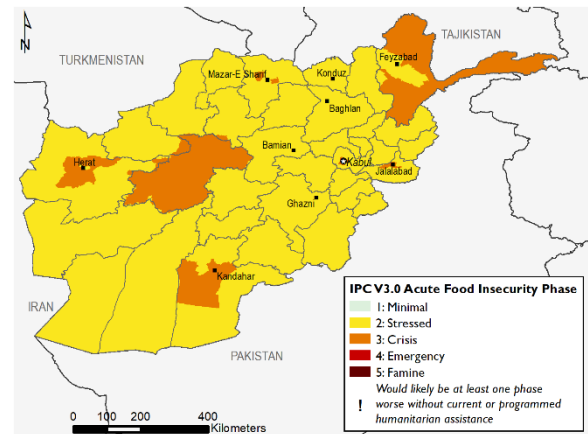 N
TURKMENISTAN
TAJIKISTAN
Feyzabad
Mazar-E Sharif
Konduz
Baghlan
Bamian
Kabul
Herat
Jalalabad
Ghazni
Kandahar
IRAN
PAKISTAN
IPC V3.0 Acute Food Insecurity Phase
1: Minimal
2: Stressed
3: Crisis
4: Emergency
5: Famine
! Would likely be at least one phase
worse without current or programmed
humanitarian assistance
0 100 200 400
Kilometers